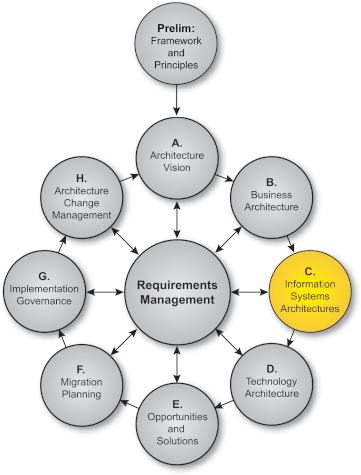 Prelim:
Framework
and
Principles
A.
Architecture
Vision
H.
Architecture
Change
Management
B.
Business
Architecture
G.
Implementation
Governance
Requirements
Management
C.
Information
Systems
Architectures
F.
Migration
Planning
D.
Technology
Architecture
E.
Opportunities
and
Solutions